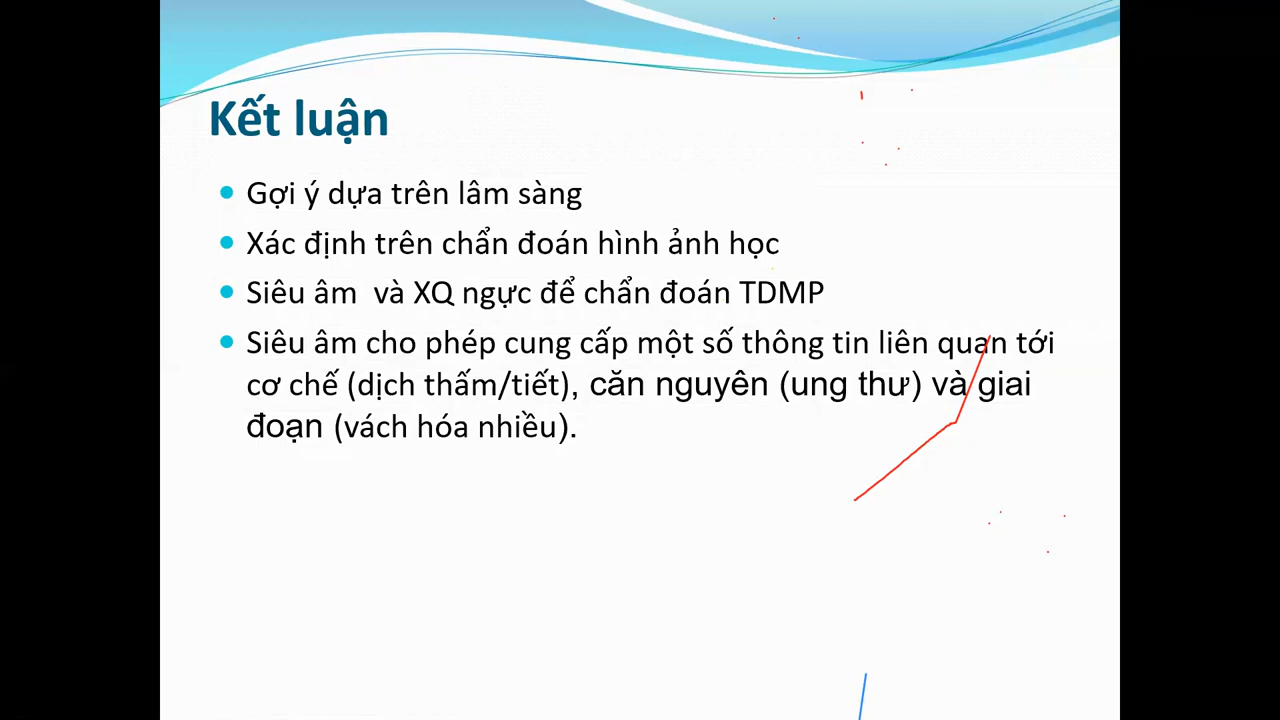 Kết luận
Gợi ý dựa trên lâm sàng
Xác định trên chẩn đoán hình ảnh học
Siêu âm  và XQ ngực để chẩn đoán TDMP
Siêu âm cho phép cung cấp một số thông tin liên quan tới
cơ chế (dịch thấm/tiết), căn nguyên (ung thư) và giai
đoạn (vách hóa nhiều).